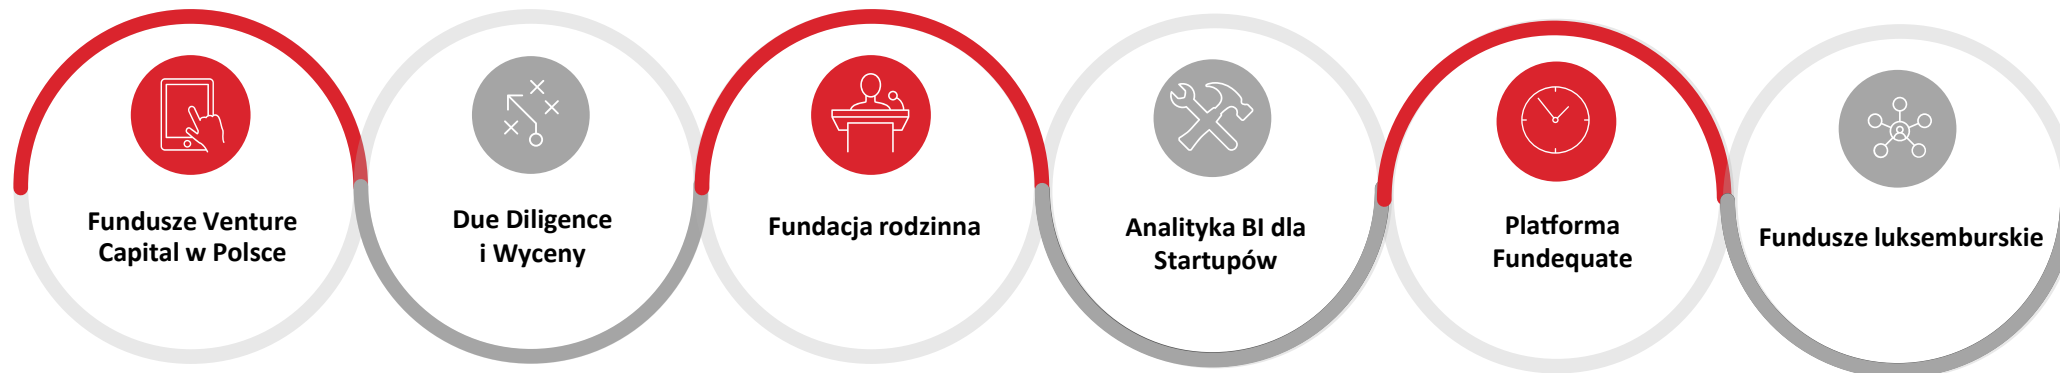 Fundusze Venture
Capital w Polsce
Due Diligence
i Wyceny
Fundacja rodzinna
Analityka BI dla
Startupów
Platforma
Fundequate
Fundusze luksemburskie